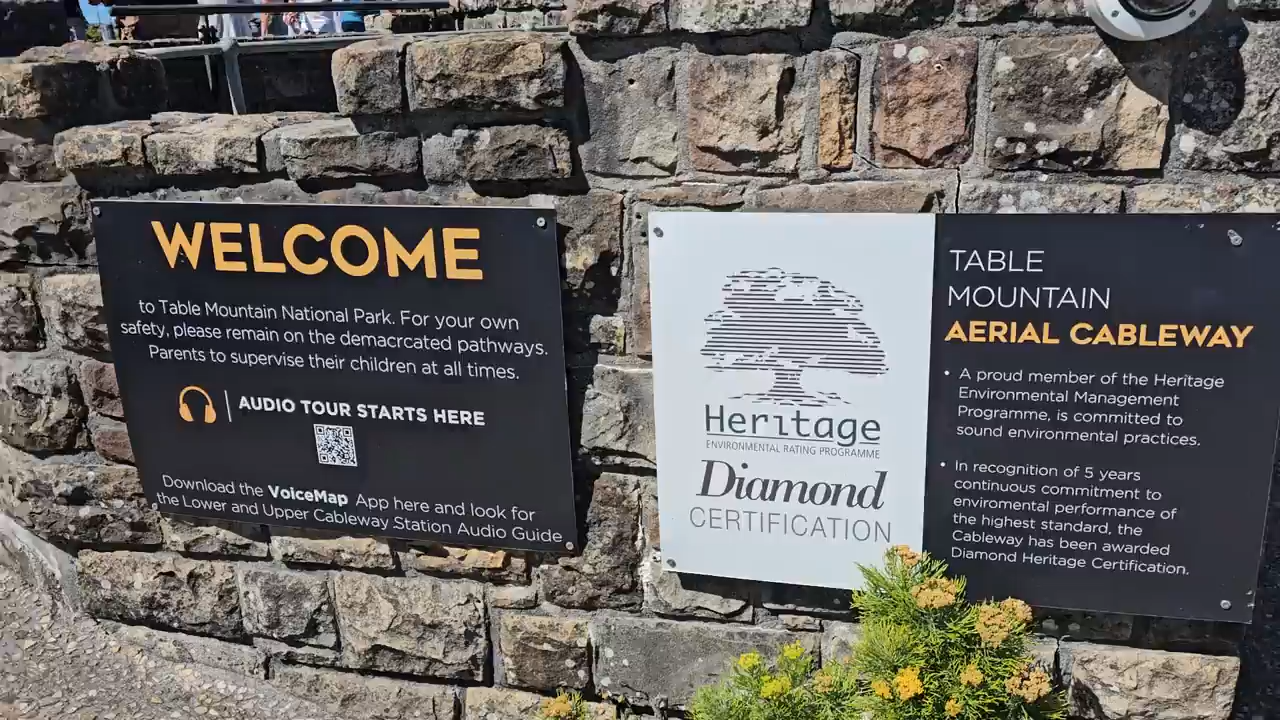 WELCOME
to Table Mountain National Park. For your own
safety, please remain on the demacrcated pathways.
Parents to supervise their children at all times.
AUDIO TOUR STARTS HERE
Download the VoiceMap App here and look for
the Lower and Upper Cableway Station Audio Guide
Heritage
ENVIRONMENTAL RATING PROGRAMME
Diamond
CERTIFICATION
TABLE
MOUNTAIN
AERIAL CABLEWAY
• A proud member of the Heritage
Environmental Management
Programme, is committed to
sound environmental practices.
• In recognition of 5 years
continuous commitment to
enviromental performance of
the highest standard, the
Cableway has been awarded
Diamond Heritage Certification.